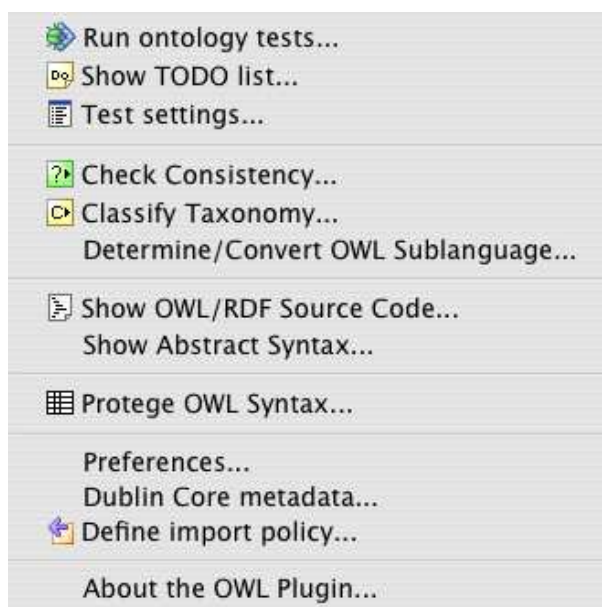 Run ontology tests...
Show TODO list...
Test settings...
Check Consistency...
Classify Taxonomy...
Determine/Convert OWL Sublanguage...
Show OWL/RDF Source Code...
Show Abstract Syntax...
Protege OWL Syntax...
Preferences...
Dublin Core metadata...
Define import policy...
About the OWL Plugin...